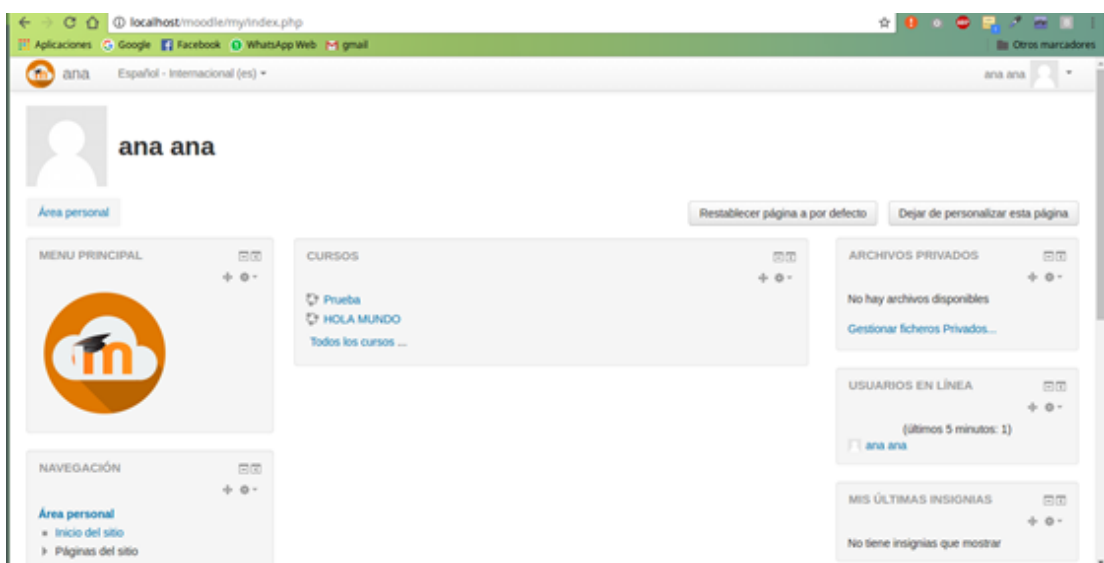 localhost/moodle/my/index.php
Aplicaciones Google Facebook WhatsApp Web gmail Otros marcadores
m ana Español - Internacional (es) ana ana
ana ana
Área personal
Restablecer página a por defecto Dejar de personalizar esta página
MENU PRINCIPAL
m
NAVEGACIÓN
Área personal
Inicio del sitio
Páginas del sitio
CURSOS
Prueba
HOLA MUNDO
Todos los cursos ...
ARCHIVOS PRIVADOS
No hay archivos disponibles
Gestionar ficheros Privados...
USUARIOS EN LÍNEA
(últimos 5 minutos: 1)
ana ana
MIS ÚLTIMAS INSIGNIAS
No tiene insignias que mostrar